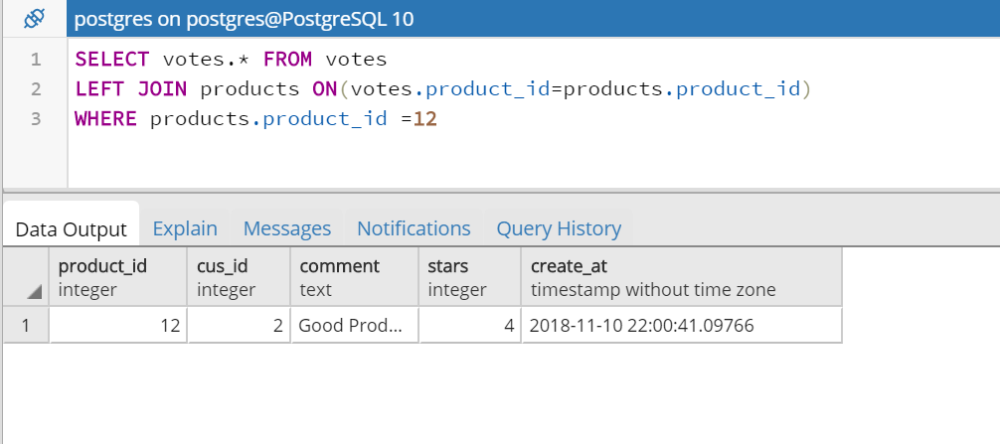 postgres on postgres@PostgreSQL 10
1 SELECT votes.* FROM votes
2 LEFT JOIN products ON(votes.product_id=products.product_id)
3 WHERE products.product_id =12
Data Output Explain Messages Notifications Query History
product_id cus_id comment stars create_at
integer integer text integer timestamp without time zone
1 12 2 Good Prod... 4 2018-11-10 22:00:41.09766